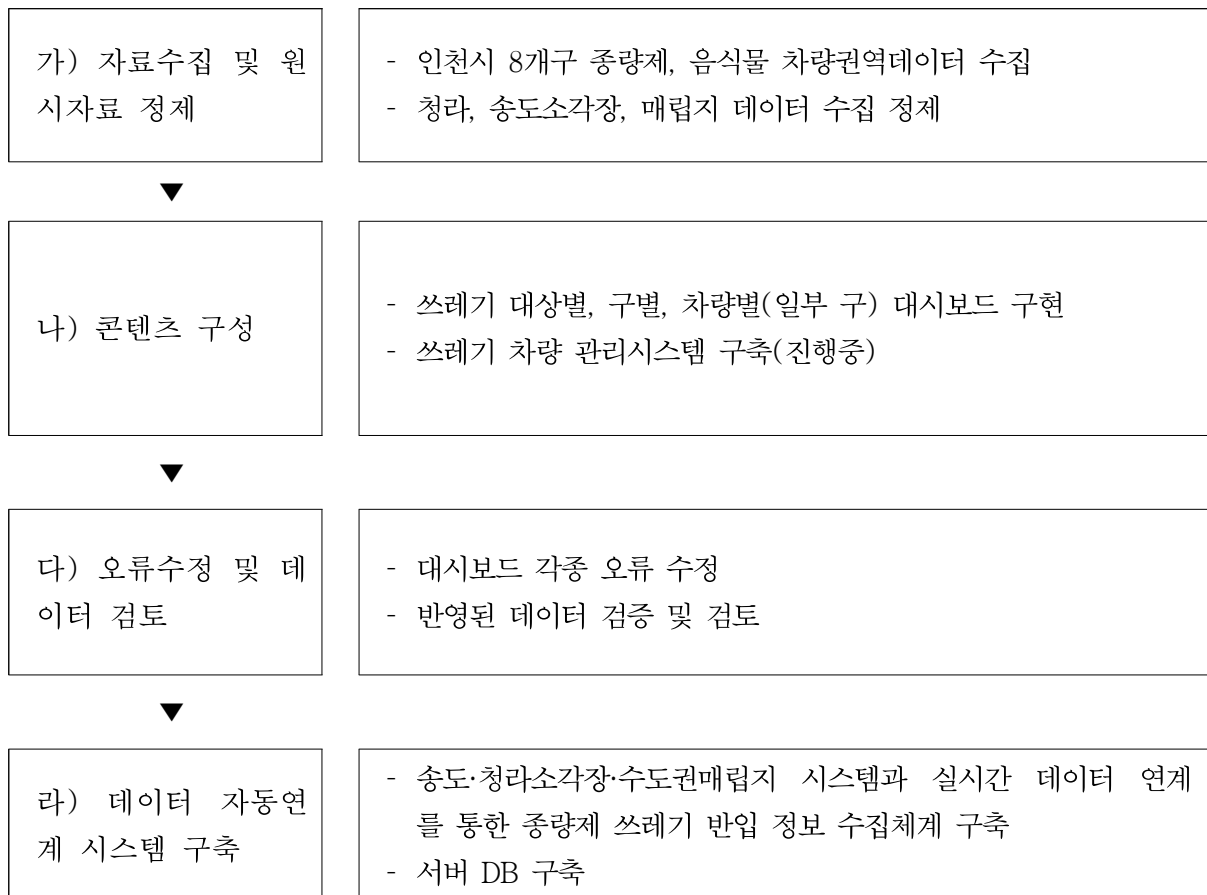 가) 자료수집 및 원
시자료 정제
- 인천시 8개구 종량제, 음식물 차량권역데이터 수집
- 청라, 송도소각장, 매립지 데이터 수집 정제
▼
나) 콘텐츠 구성
- 쓰레기 대상별, 구별, 차량별(일부 구) 대시보드 구현
- 쓰레기 차량 관리시스템 구축(진행중)
▼
다) 오류수정 및 데
이터 검토
- 대시보드 각종 오류 수정
- 반영된 데이터 검증 및 검토
▼
라) 데이터 자동연
계 시스템 구축
- 송도·청라소각장·수도권매립지 시스템과 실시간 데이터 연계
를 통한 종량제 쓰레기 반입 정보 수집체계 구축
- 서버 DB 구축